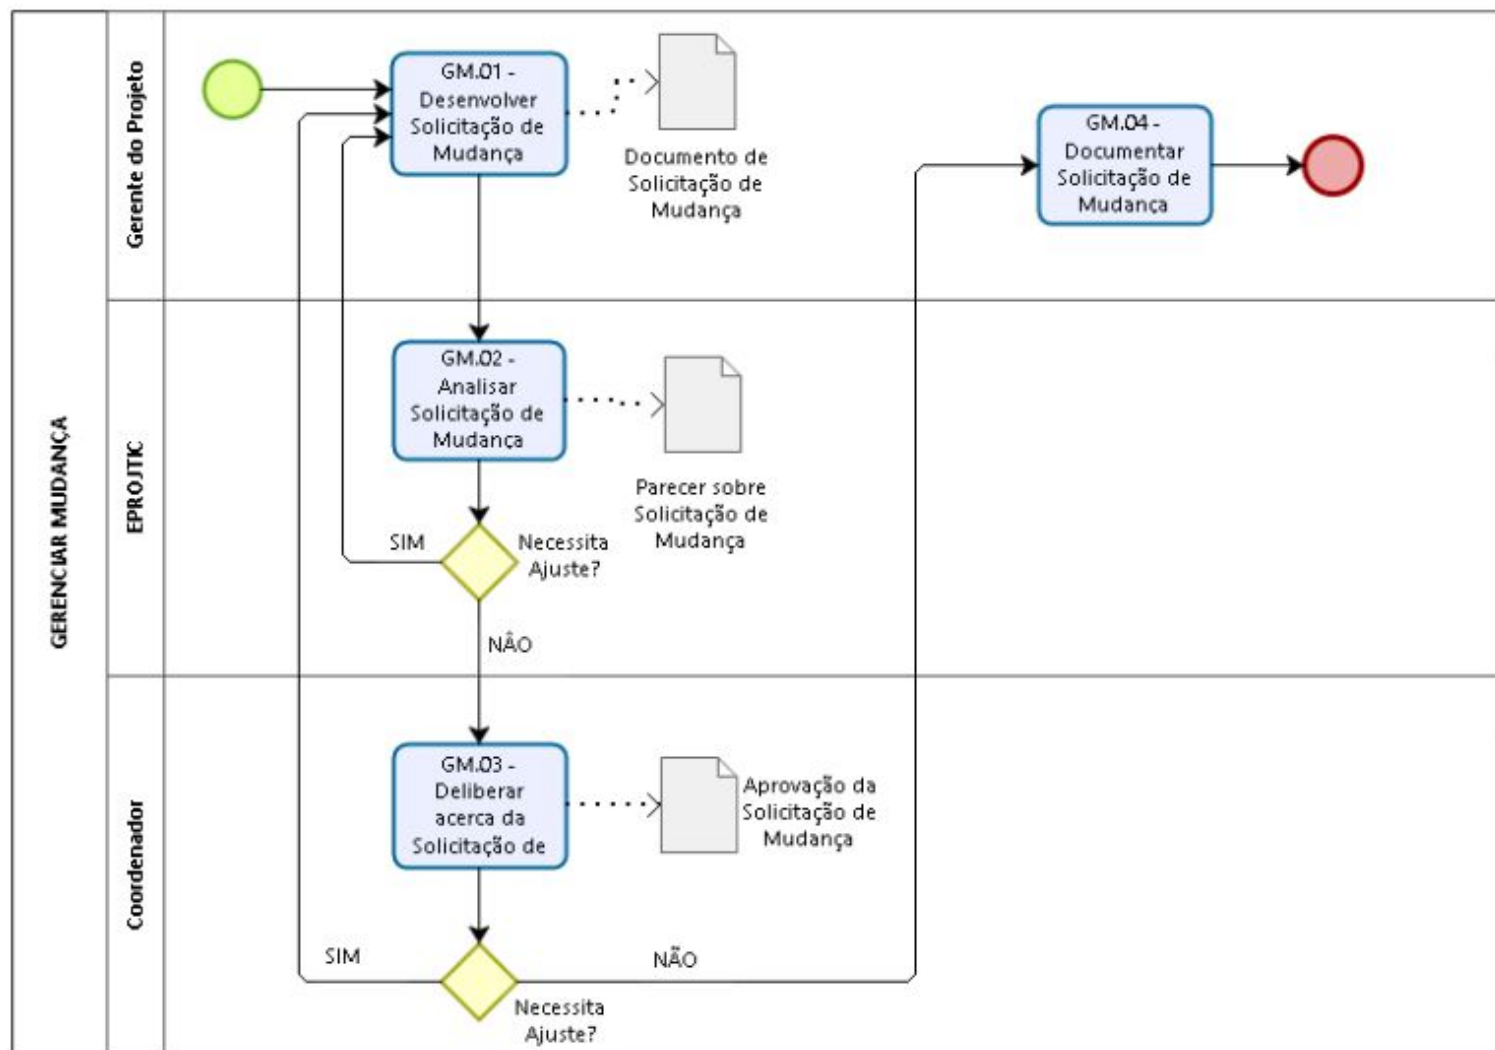 GERENCIAR MUDANÇA
Gerente do Projeto
GM.01 -
Desenvolver
Solicitação de
Mudança
Documento de
Solicitação de
Mudança
GM.04 -
Documentar
Solicitação de
Mudança
EPROJTIC
GM.02 -
Analisar
Solicitação de
Mudança
Parecer sobre
Solicitação de
Mudança
SIM
Necessita
Ajuste?
NÂO
Coordenador
GM.03 -
Deliberar
acerca da
Solicitação de
Aprovação da
Solicitação de
Mudança
SIM
NÃO
Necessita
Ajuste?